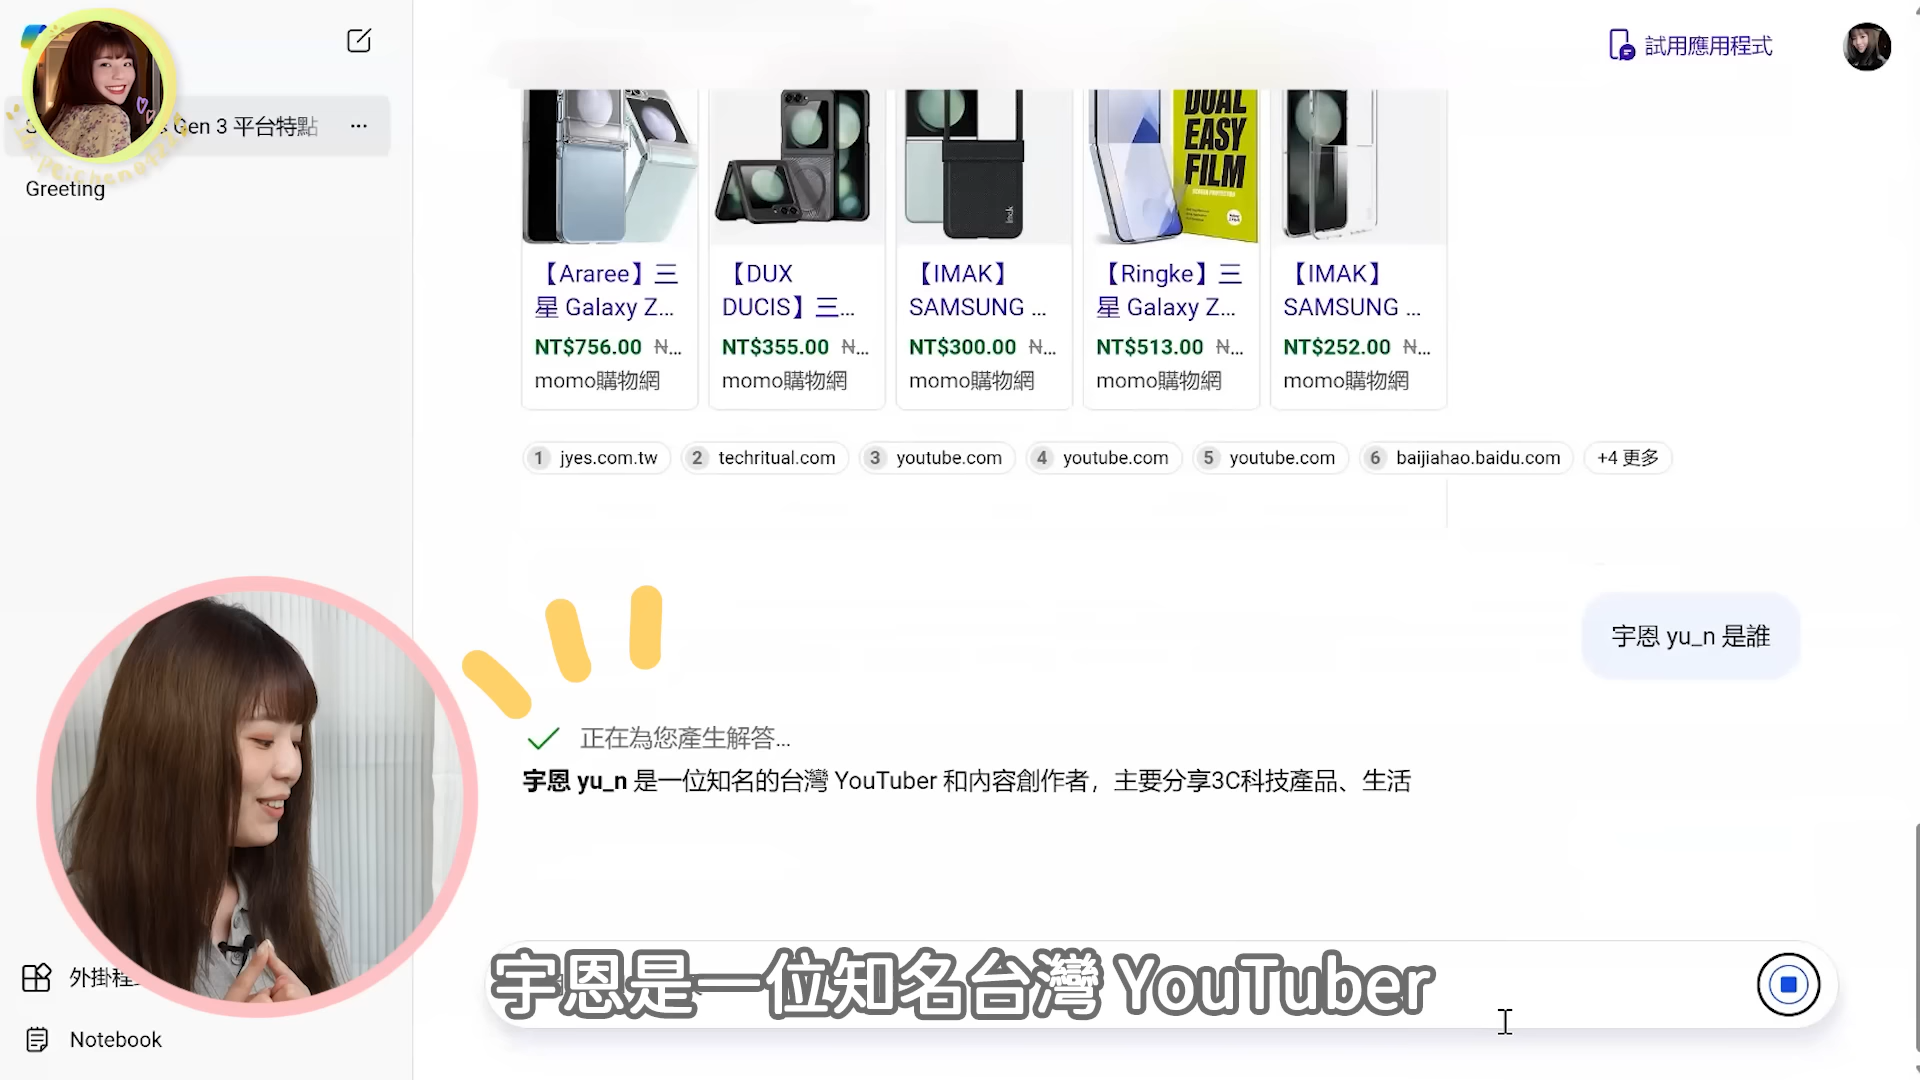 試用應用程式
Gen 3 平台特點 ...
Greeting
DUAL
EASY
FILM
【Araree】三
星 Galaxy Z...
NT$756.00
momo購物網
【DUX
DUCIS】三...
NT$355.00
momo購物網
【IMAK】
SAMSUNG ...
NT$300.00
momo購物網
【Ringke】三
星 Galaxy Z...
NT$513.00
momo購物網
【IMAK】
SAMSUNG ...
NT$252.00
momo購物網
1 jyes.com.tw
2 techritual.com
3 youtube.com
4 youtube.com
5 youtube.com
6 baijiahao.baidu.com
+4 更多
宇恩 yu_n 是誰
正在為您產生解答...
宇恩 yu_n 是一位知名的台灣 YouTuber 和內容創作者，主要分享3C科技產品、生活
宇恩是一位知名台灣 YouTuber
外掛程
Notebook